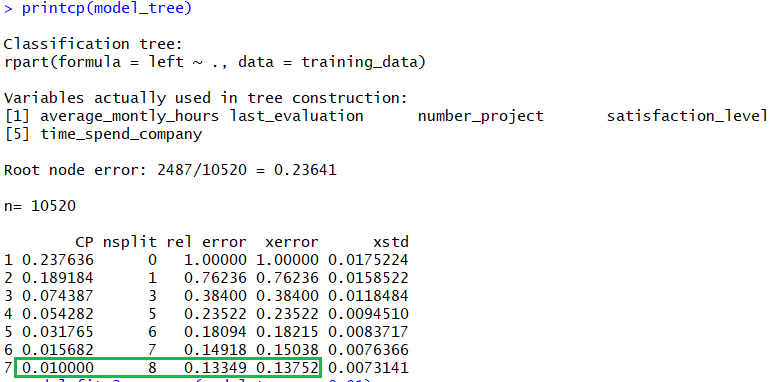 > printcp(model_tree)
Classification tree:
rpart(formula = left ~ ., data = training_data)
Variables actually used in tree construction:
[1] average_montly_hours last_evaluation number_project satisfaction_level
[5] time_spend_company
Root node error: 2487/10520 = 0.23641
n= 10520
CP nsplit rel error xerror xstd
1 0.237636 0 1.00000 1.00000 0.0175224
2 0.189184 1 0.76236 0.76236 0.0158522
3 0.074387 3 0.38400 0.38400 0.0118484
4 0.054282 5 0.23522 0.23522 0.0094510
5 0.031765 6 0.18094 0.18215 0.0083717
6 0.015682 7 0.14918 0.15038 0.0076366
7 0.010000 8 0.13349 0.13752 0.0073141